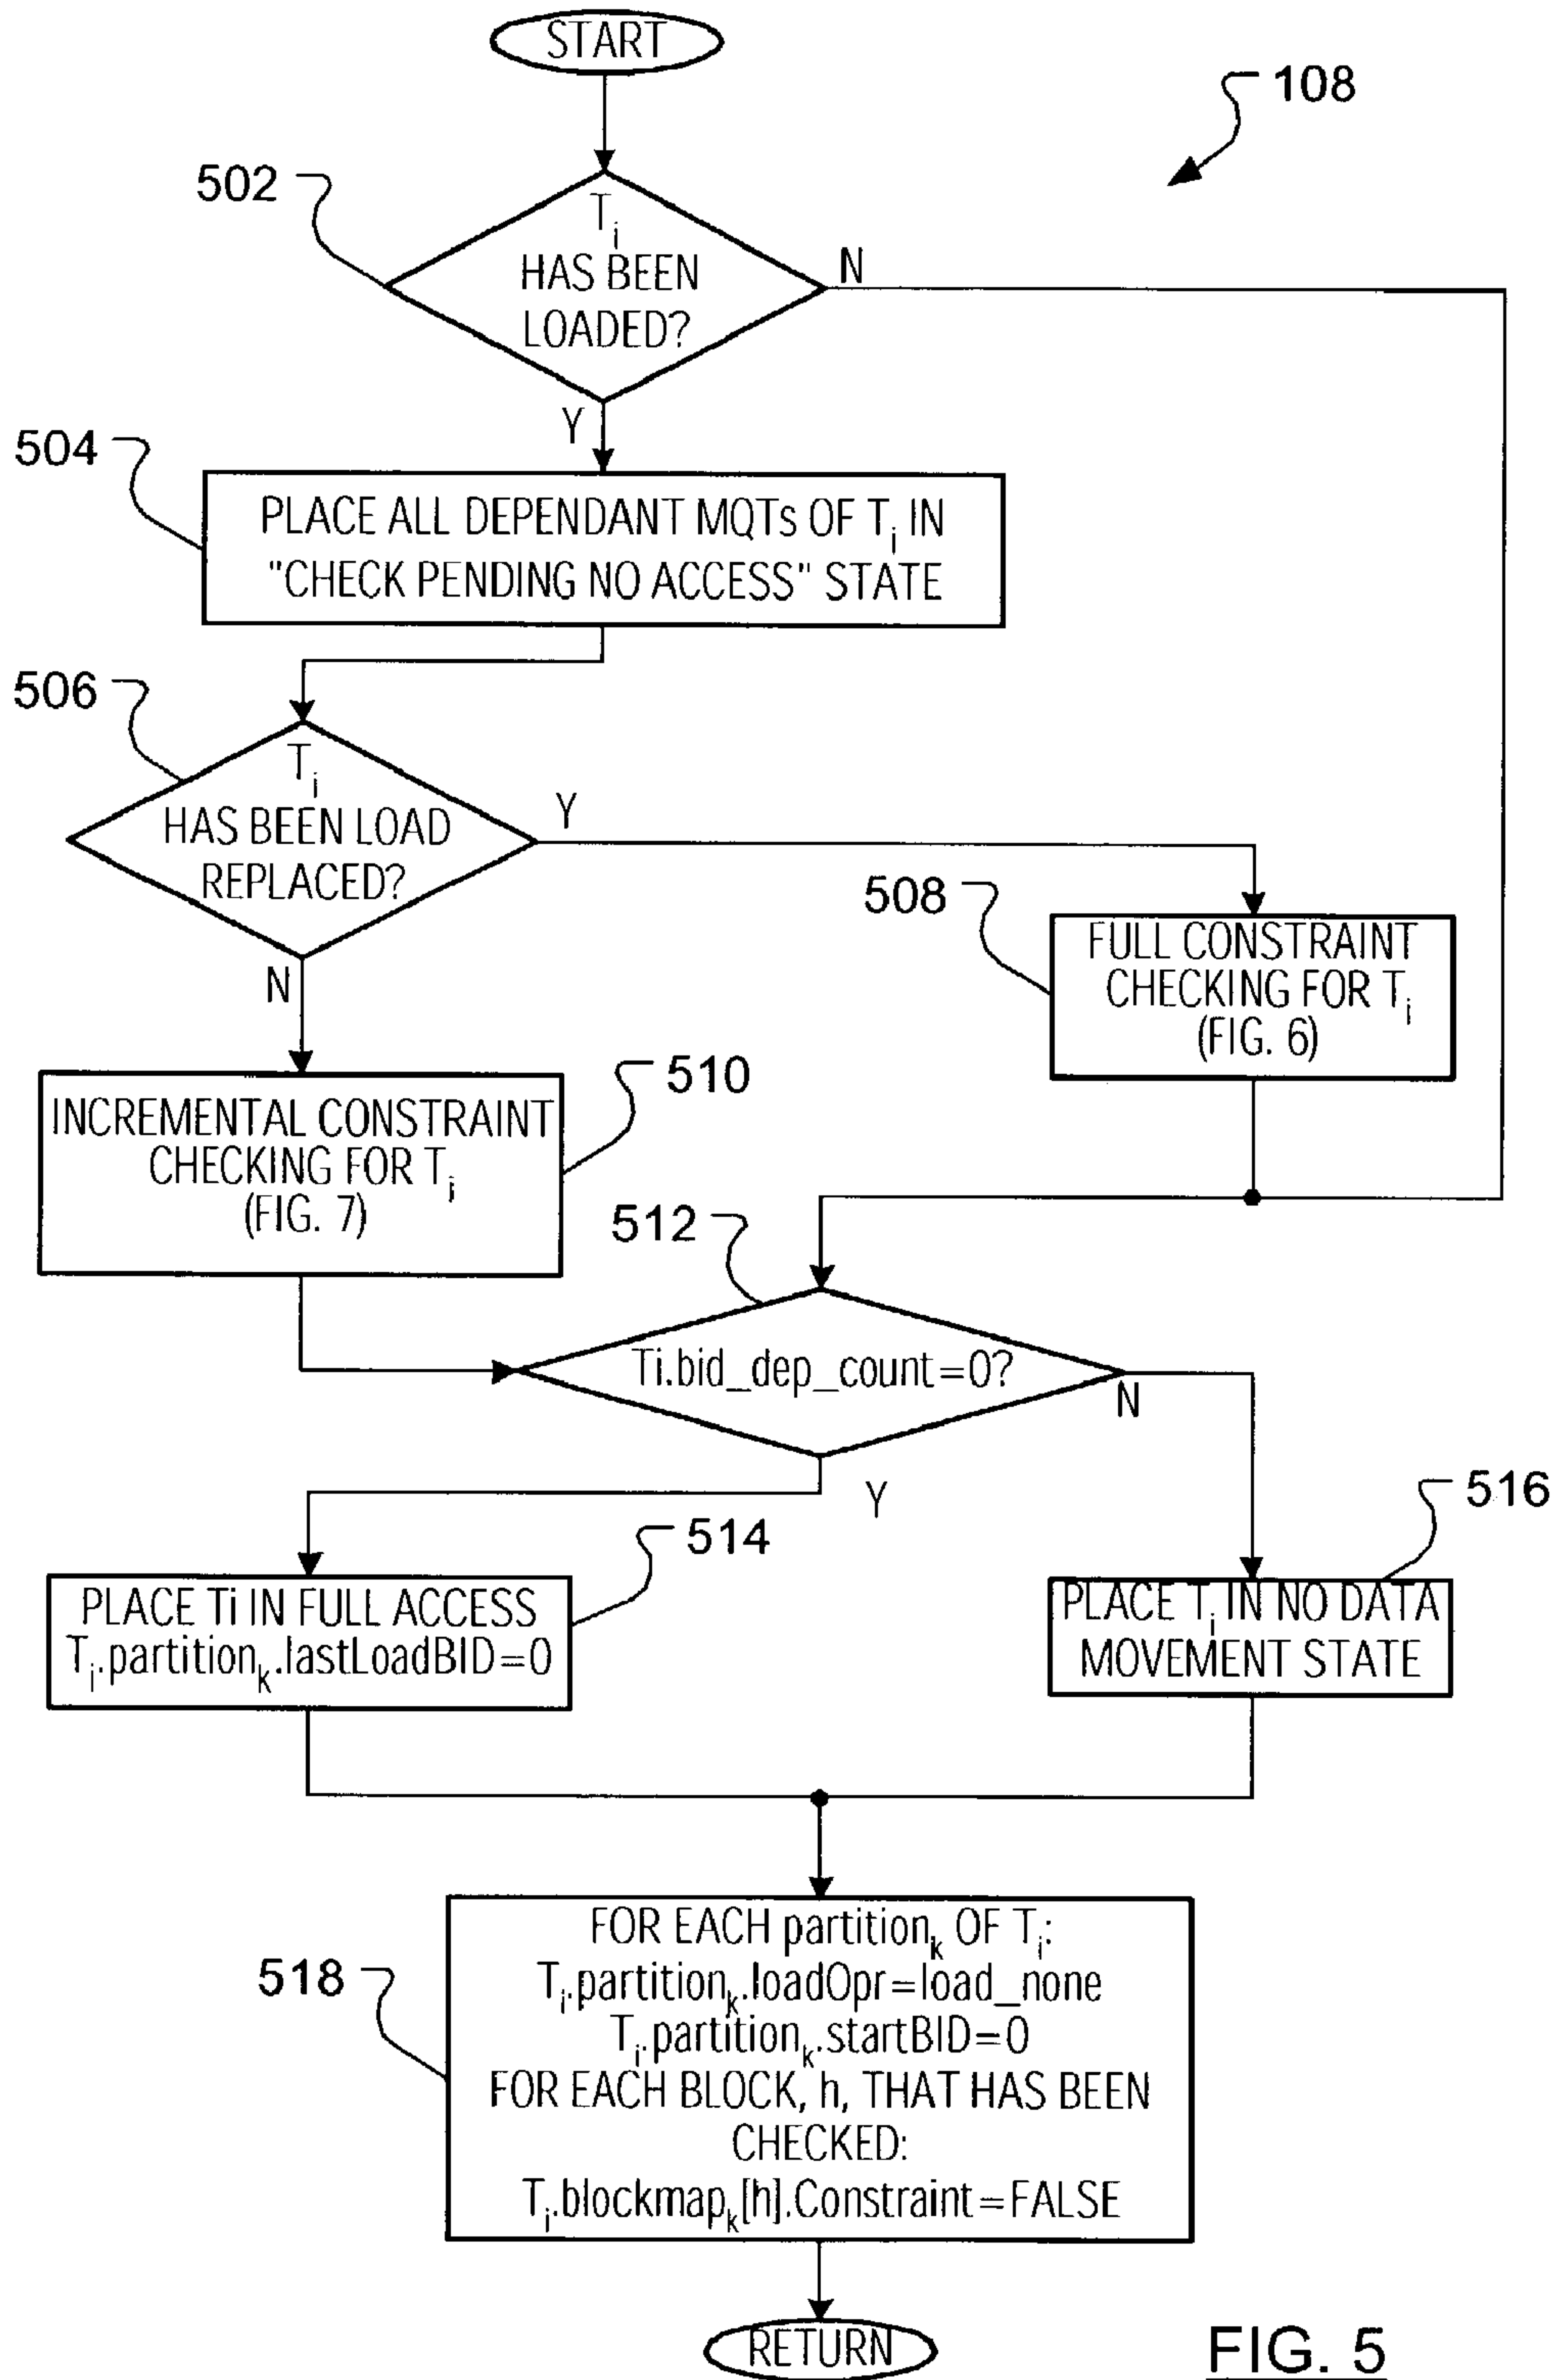 START
108
502
T_i
HAS BEEN
LOADED?
N
Y
504
PLACE ALL DEPENDANT MQTs OF T_i IN
"CHECK PENDING NO ACCESS" STATE
506
T_i
HAS BEEN LOAD
REPLACED?
Y
N
508
FULL CONSTRAINT
CHECKING FOR T_i
(FIG. 6)
510
INCREMENTAL CONSTRAINT
CHECKING FOR T_i
(FIG. 7)
512
Ti.bid_dep_count=0?
N
Y
514
PLACE Ti IN FULL ACCESS
T_i.partition_k.lastLoadBID=0
516
PLACE T_i IN NO DATA
MOVEMENT STATE
518
FOR EACH partition_k OF T_i:
T_i.partition_k.loadOpr=load_none
T_i.partition_k.startBID=0
FOR EACH BLOCK, h, THAT HAS BEEN
CHECKED:
T_i.blockmap_k[h].Constraint=FALSE
RETURN
FIG. 5